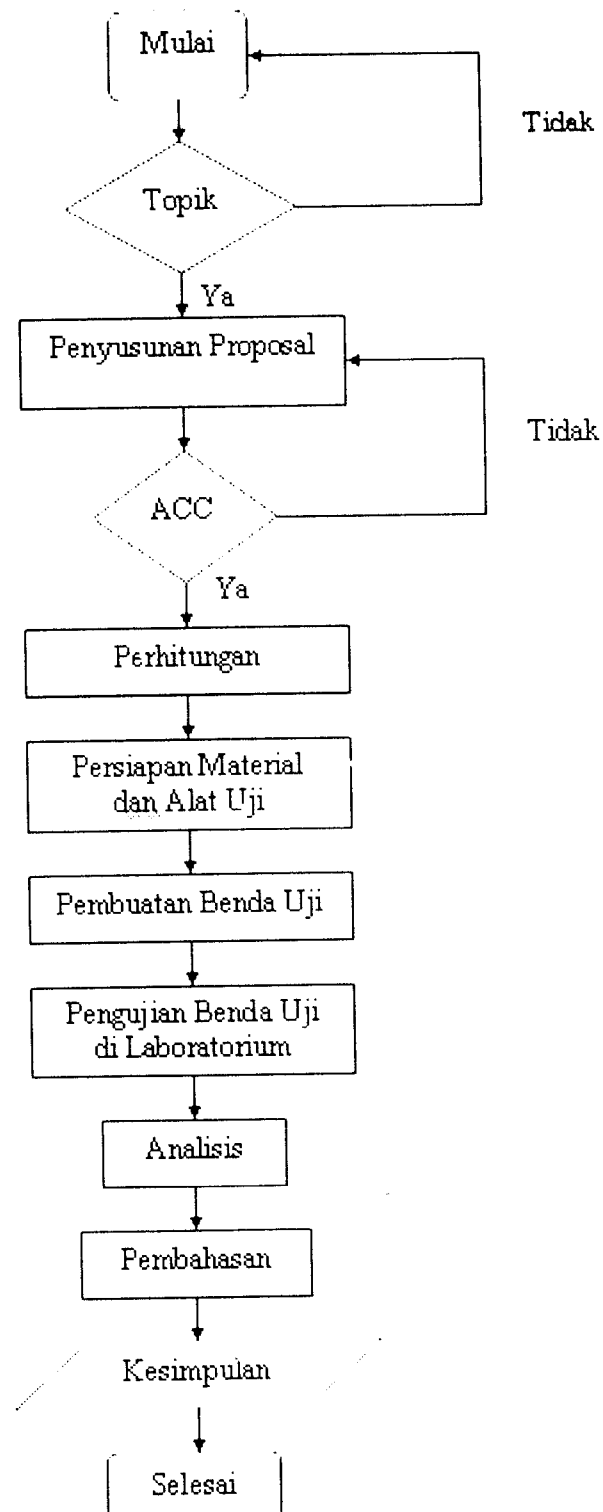 Mulai
Tidak
Topik
Ya
Penyusunan Proposal
Tidak
ACC
Ya
Perhitungan
Persiapan Material
dan Alat Uji
Pembuatan Benda Uji
Pengujian Benda Uji
di Laboratorium
Analisis
Pembahasan
Kesimpulan
Selesai